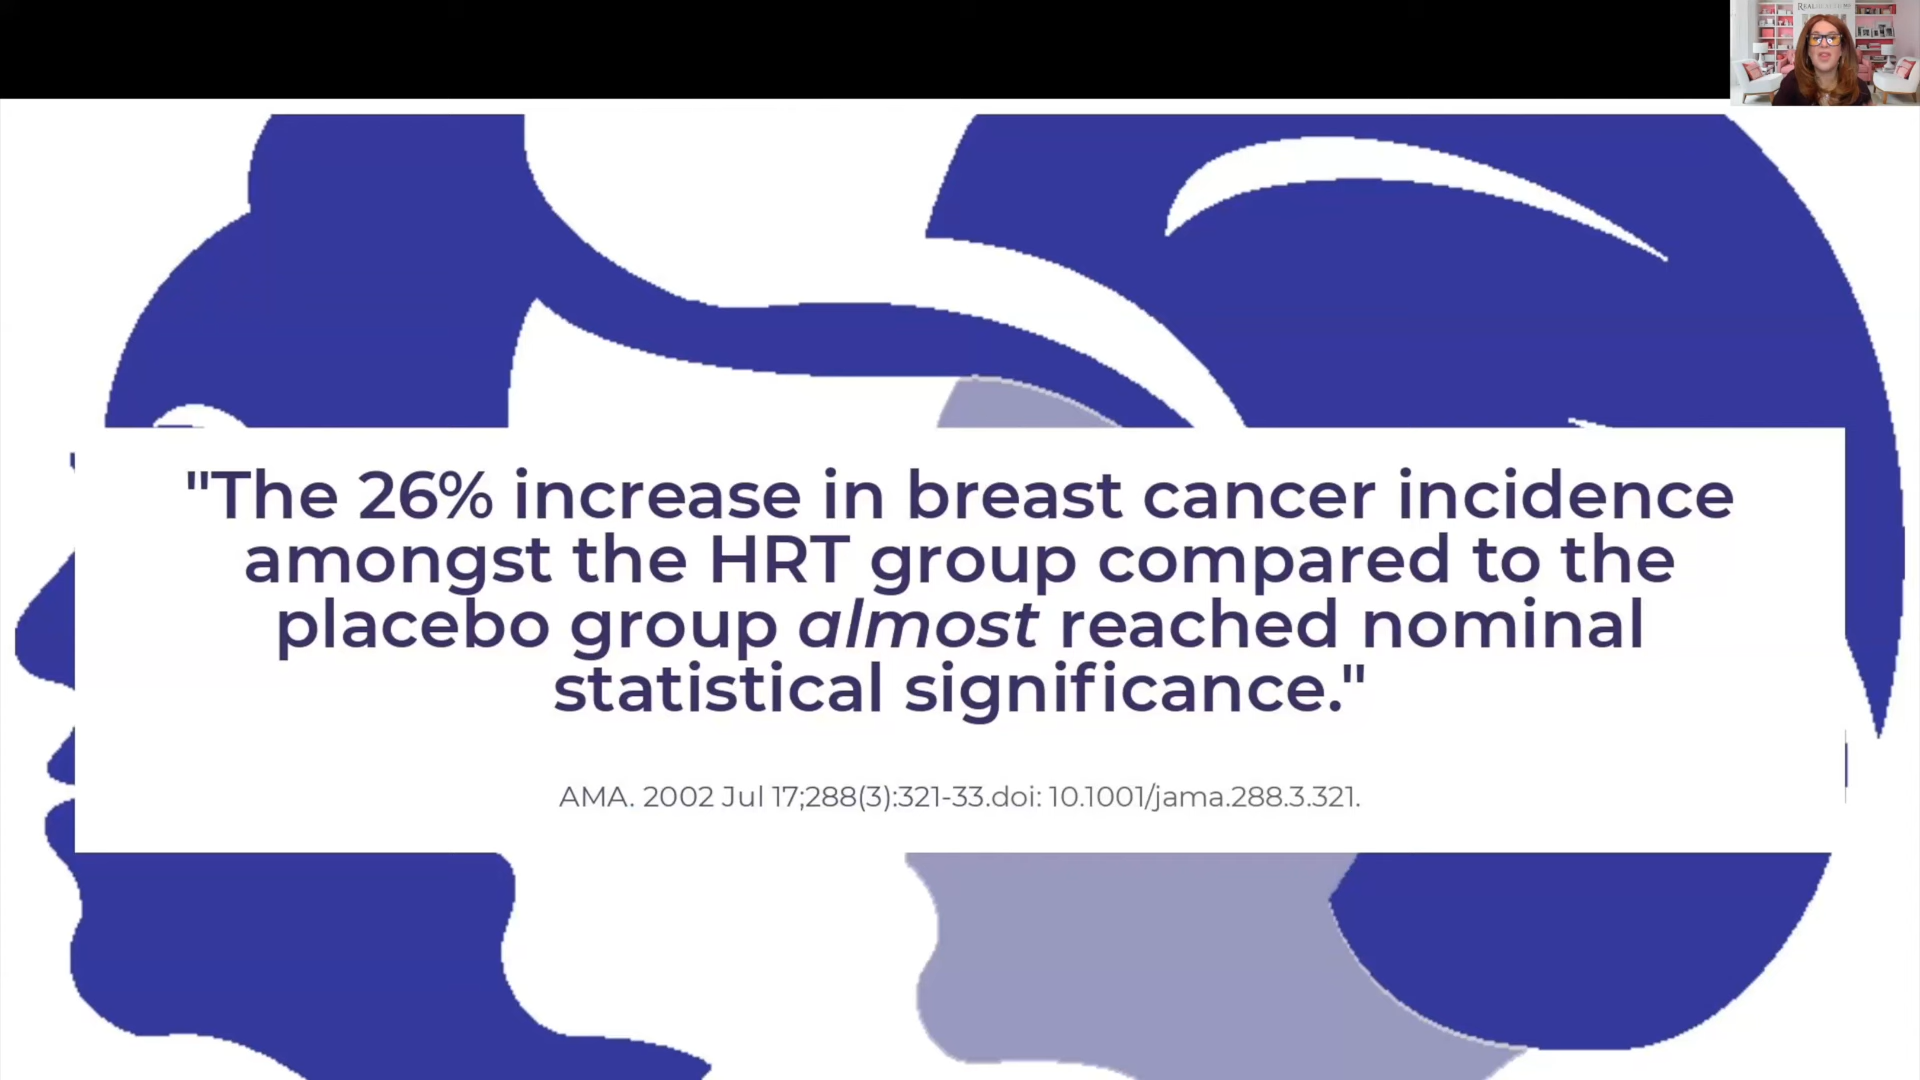 "The 26% increase in breast cancer incidence
amongst the HRT group compared to the
placebo group almost reached nominal
statistical significance."
AMA. 2002 Jul 17;288(3):321-33.doi: 10.1001/jama.288.3.321.